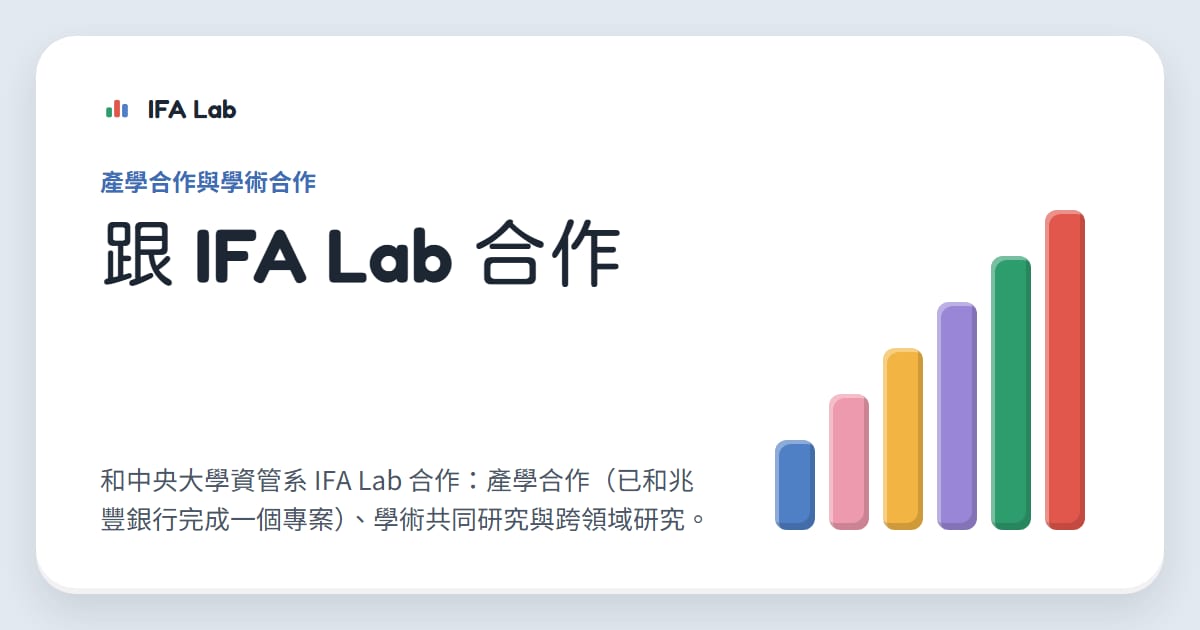 IFA Lab
產學合作與學術合作
跟 IFA Lab 合作
和中央大學資管系 IFA Lab 合作：產學合作（已和兆
豐銀行完成一個專案）、學術共同研究與跨領域研究。